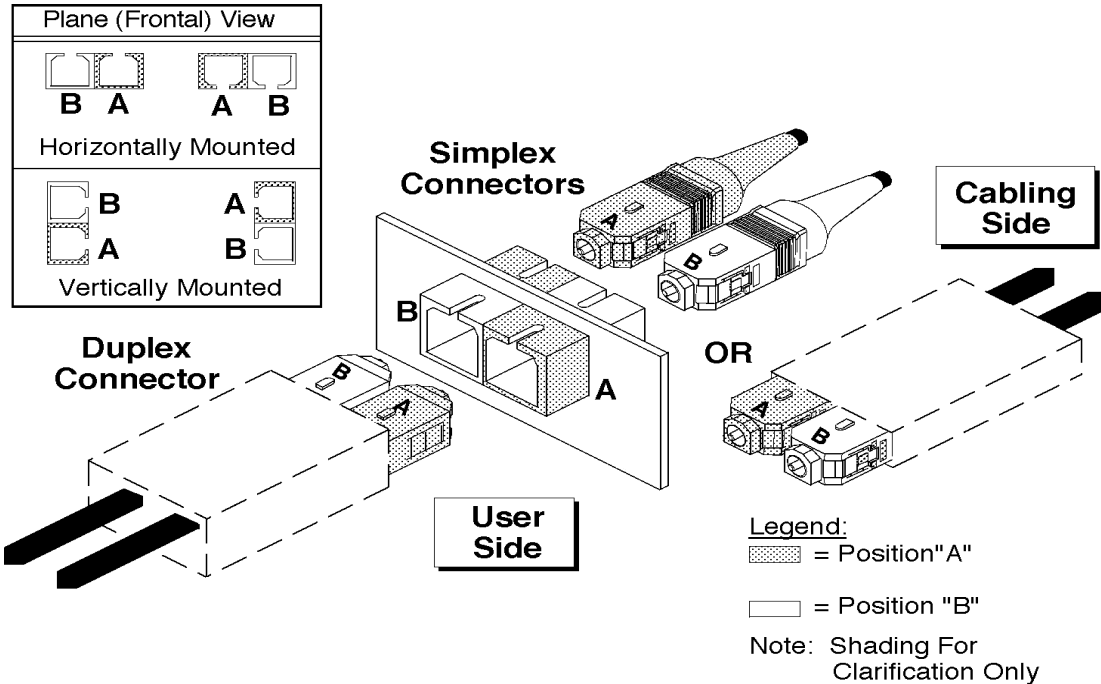 Plane (Frontal) View
B A
A B
Horizontally Mounted
B
A
A
B
Vertically Mounted
Simplex
Connectors
A
B
Cabling
Side
B
A
OR
Duplex
Connector
B
A
A
B
User
Side
Legend:
= Position"A"
= Position "B"
Note: Shading For
Clarification Only